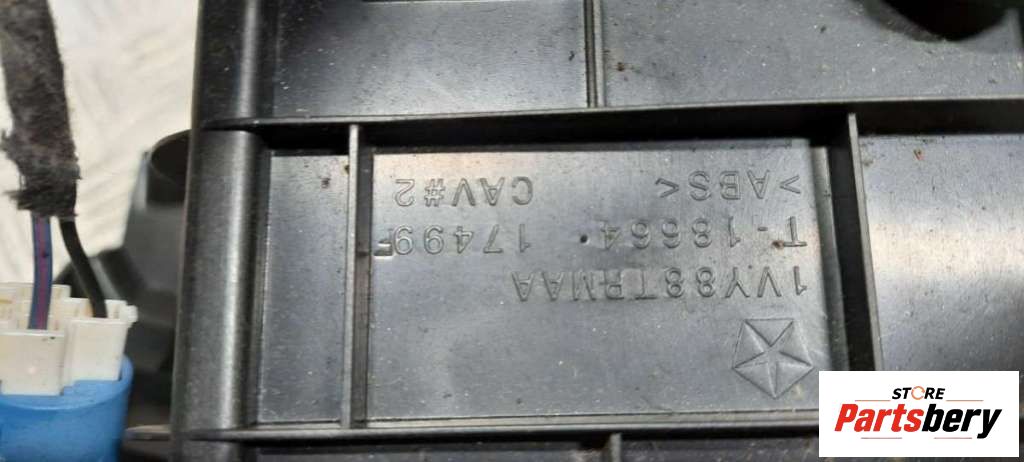 1VY88TRMAA
T-18664 17499F
>ABS< CAV#2
STORE
Partsbery